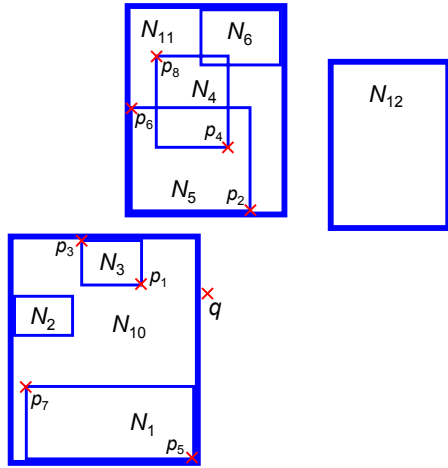 N₁₁
N₆
p₈
N₄
N₁₂
p₆
p₄
N₅
p₂
p₃
N₃
p₁
q
N₂
N₁₀
p₇
N₁
p₅